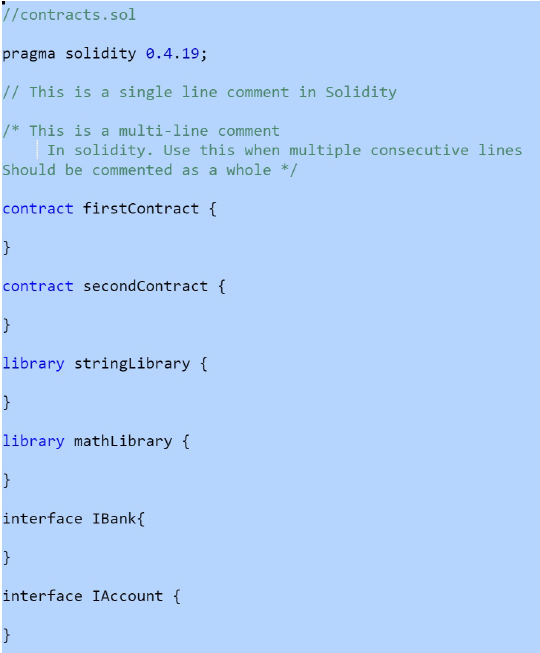 //contracts.sol
pragma solidity 0.4.19;
// This is a single line comment in Solidity
/* This is a multi-line comment
In solidity. Use this when multiple consecutive lines
Should be commented as a whole */
contract firstContract {
}
contract secondContract {
}
library stringLibrary {
}
library mathLibrary {
}
interface IBank{
}
interface IAccount {
}